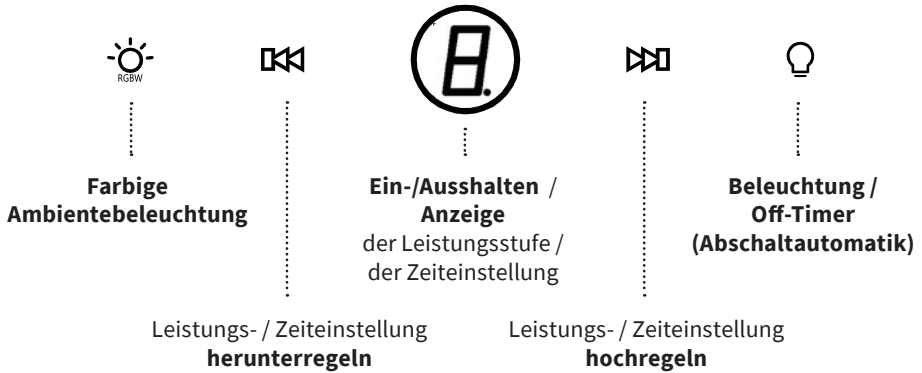 RGBW
8.
Farbige
Ambientebeleuchtung
Ein-/Ausshalten /
Anzeige
der Leistungsstufe /
der Zeiteinstellung
Beleuchtung /
Off-Timer
(Abschaltautomatik)
Leistungs- / Zeiteinstellung
herunterregeln
Leistungs- / Zeiteinstellung
hochregeln